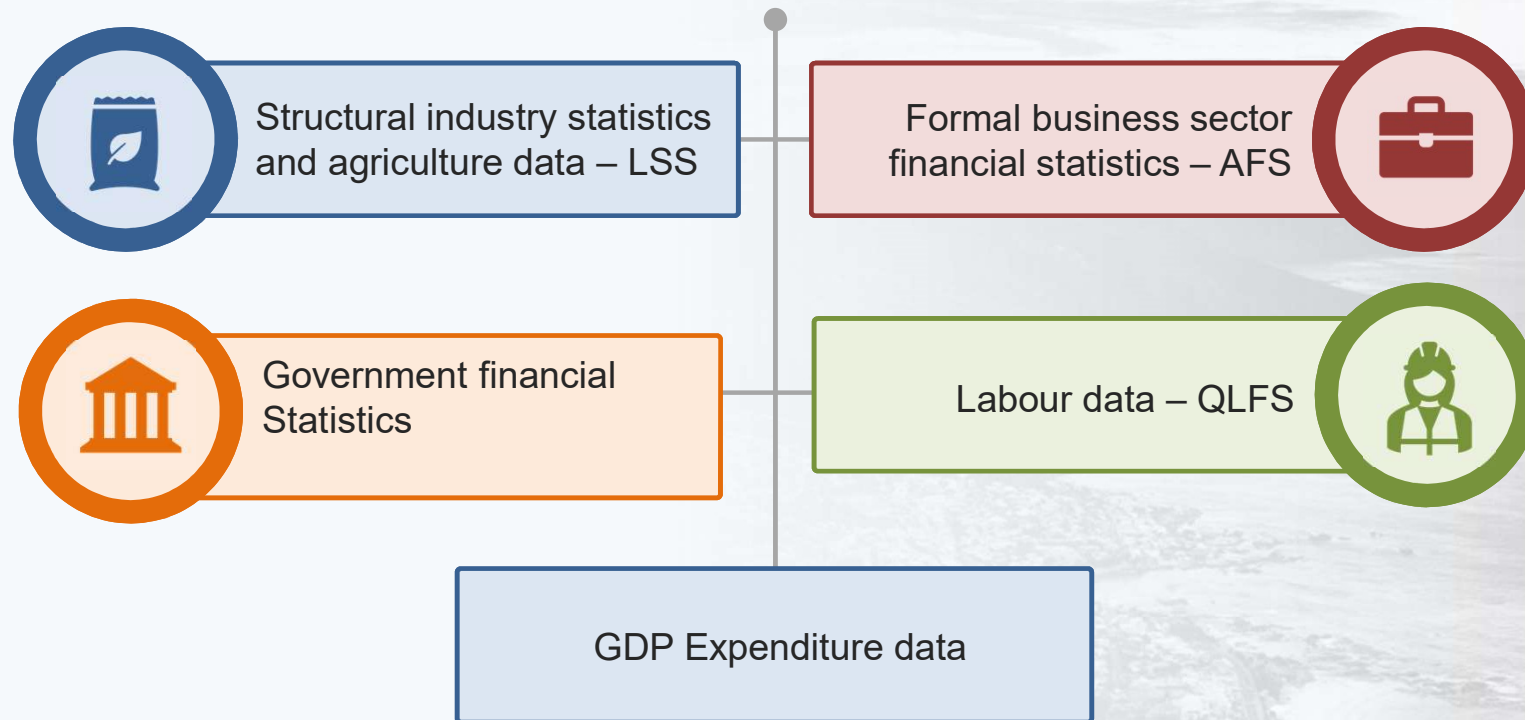 Structural industry statistics
and agriculture data – LSS
Formal business sector
financial statistics – AFS
Government financial
Statistics
Labour data – QLFS
GDP Expenditure data